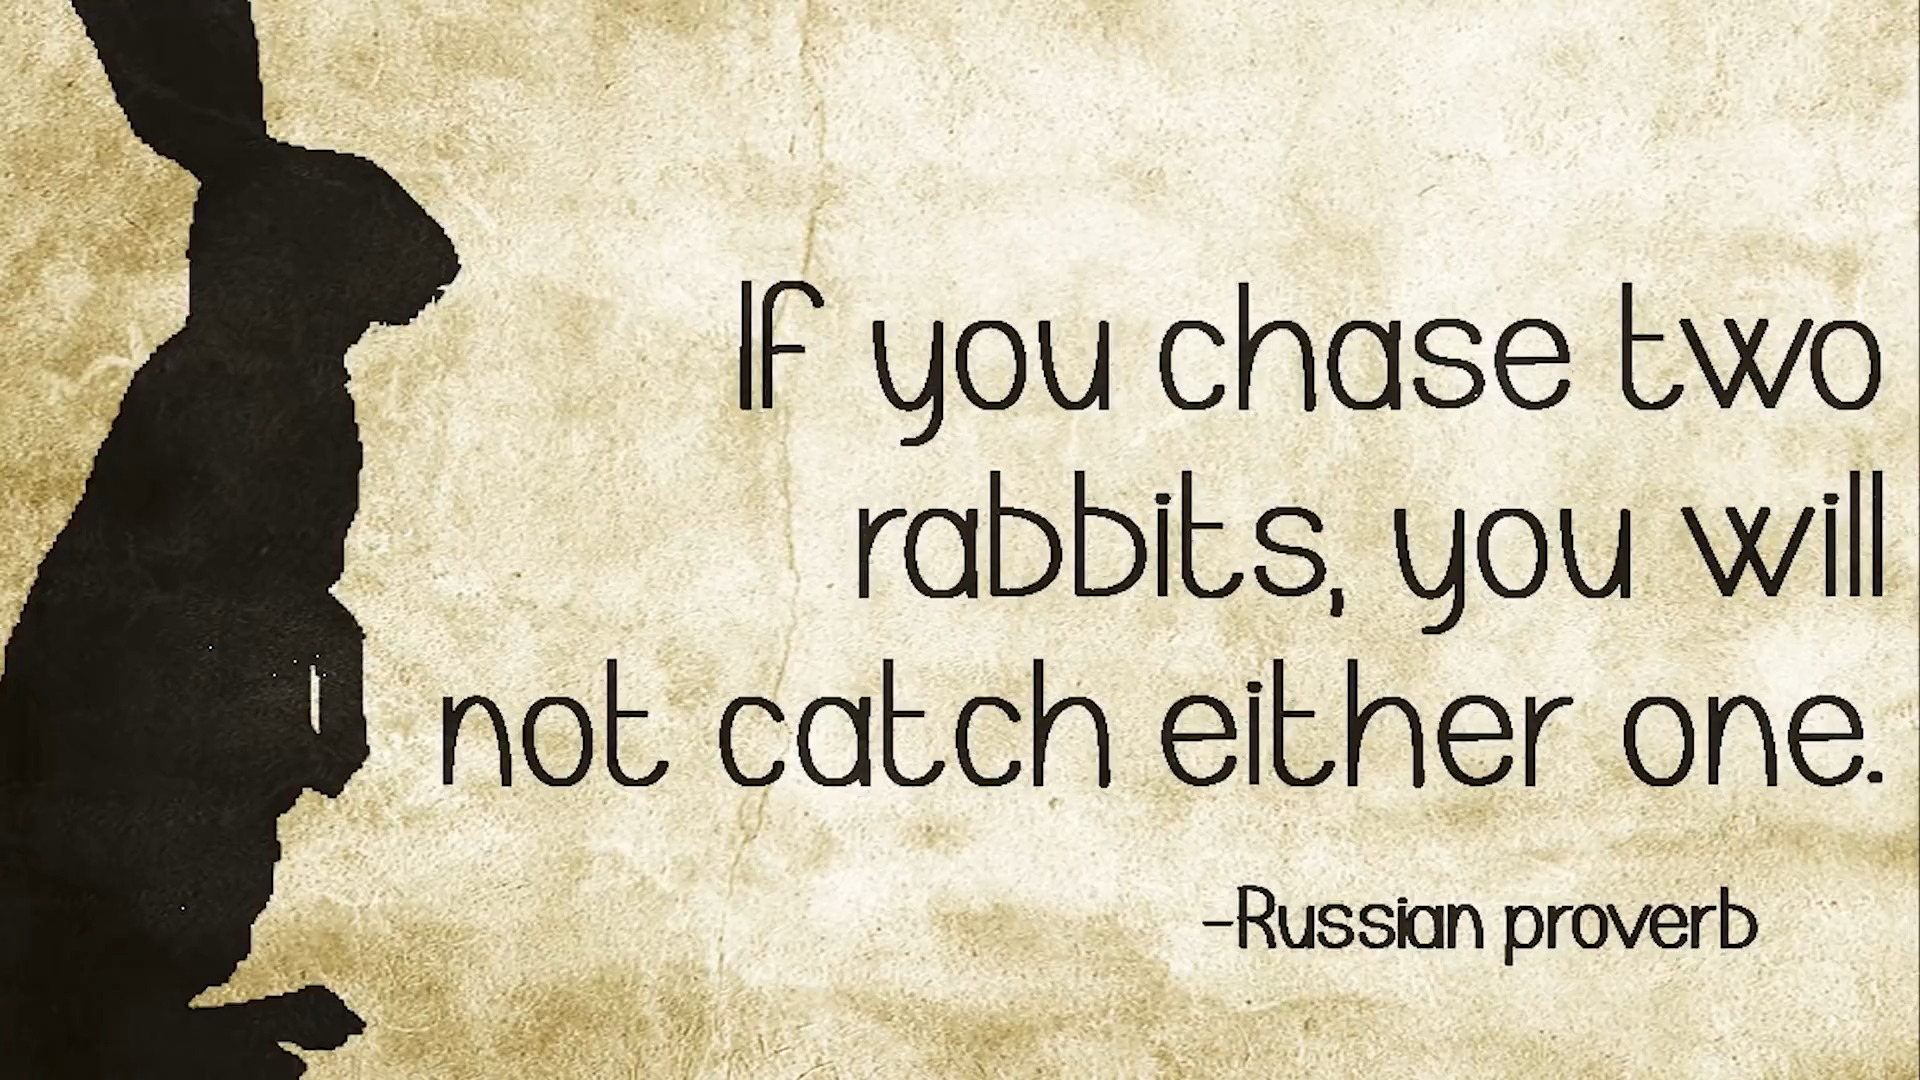 If you chase two
rabbits, you will
not catch either one.
-Russian proverb